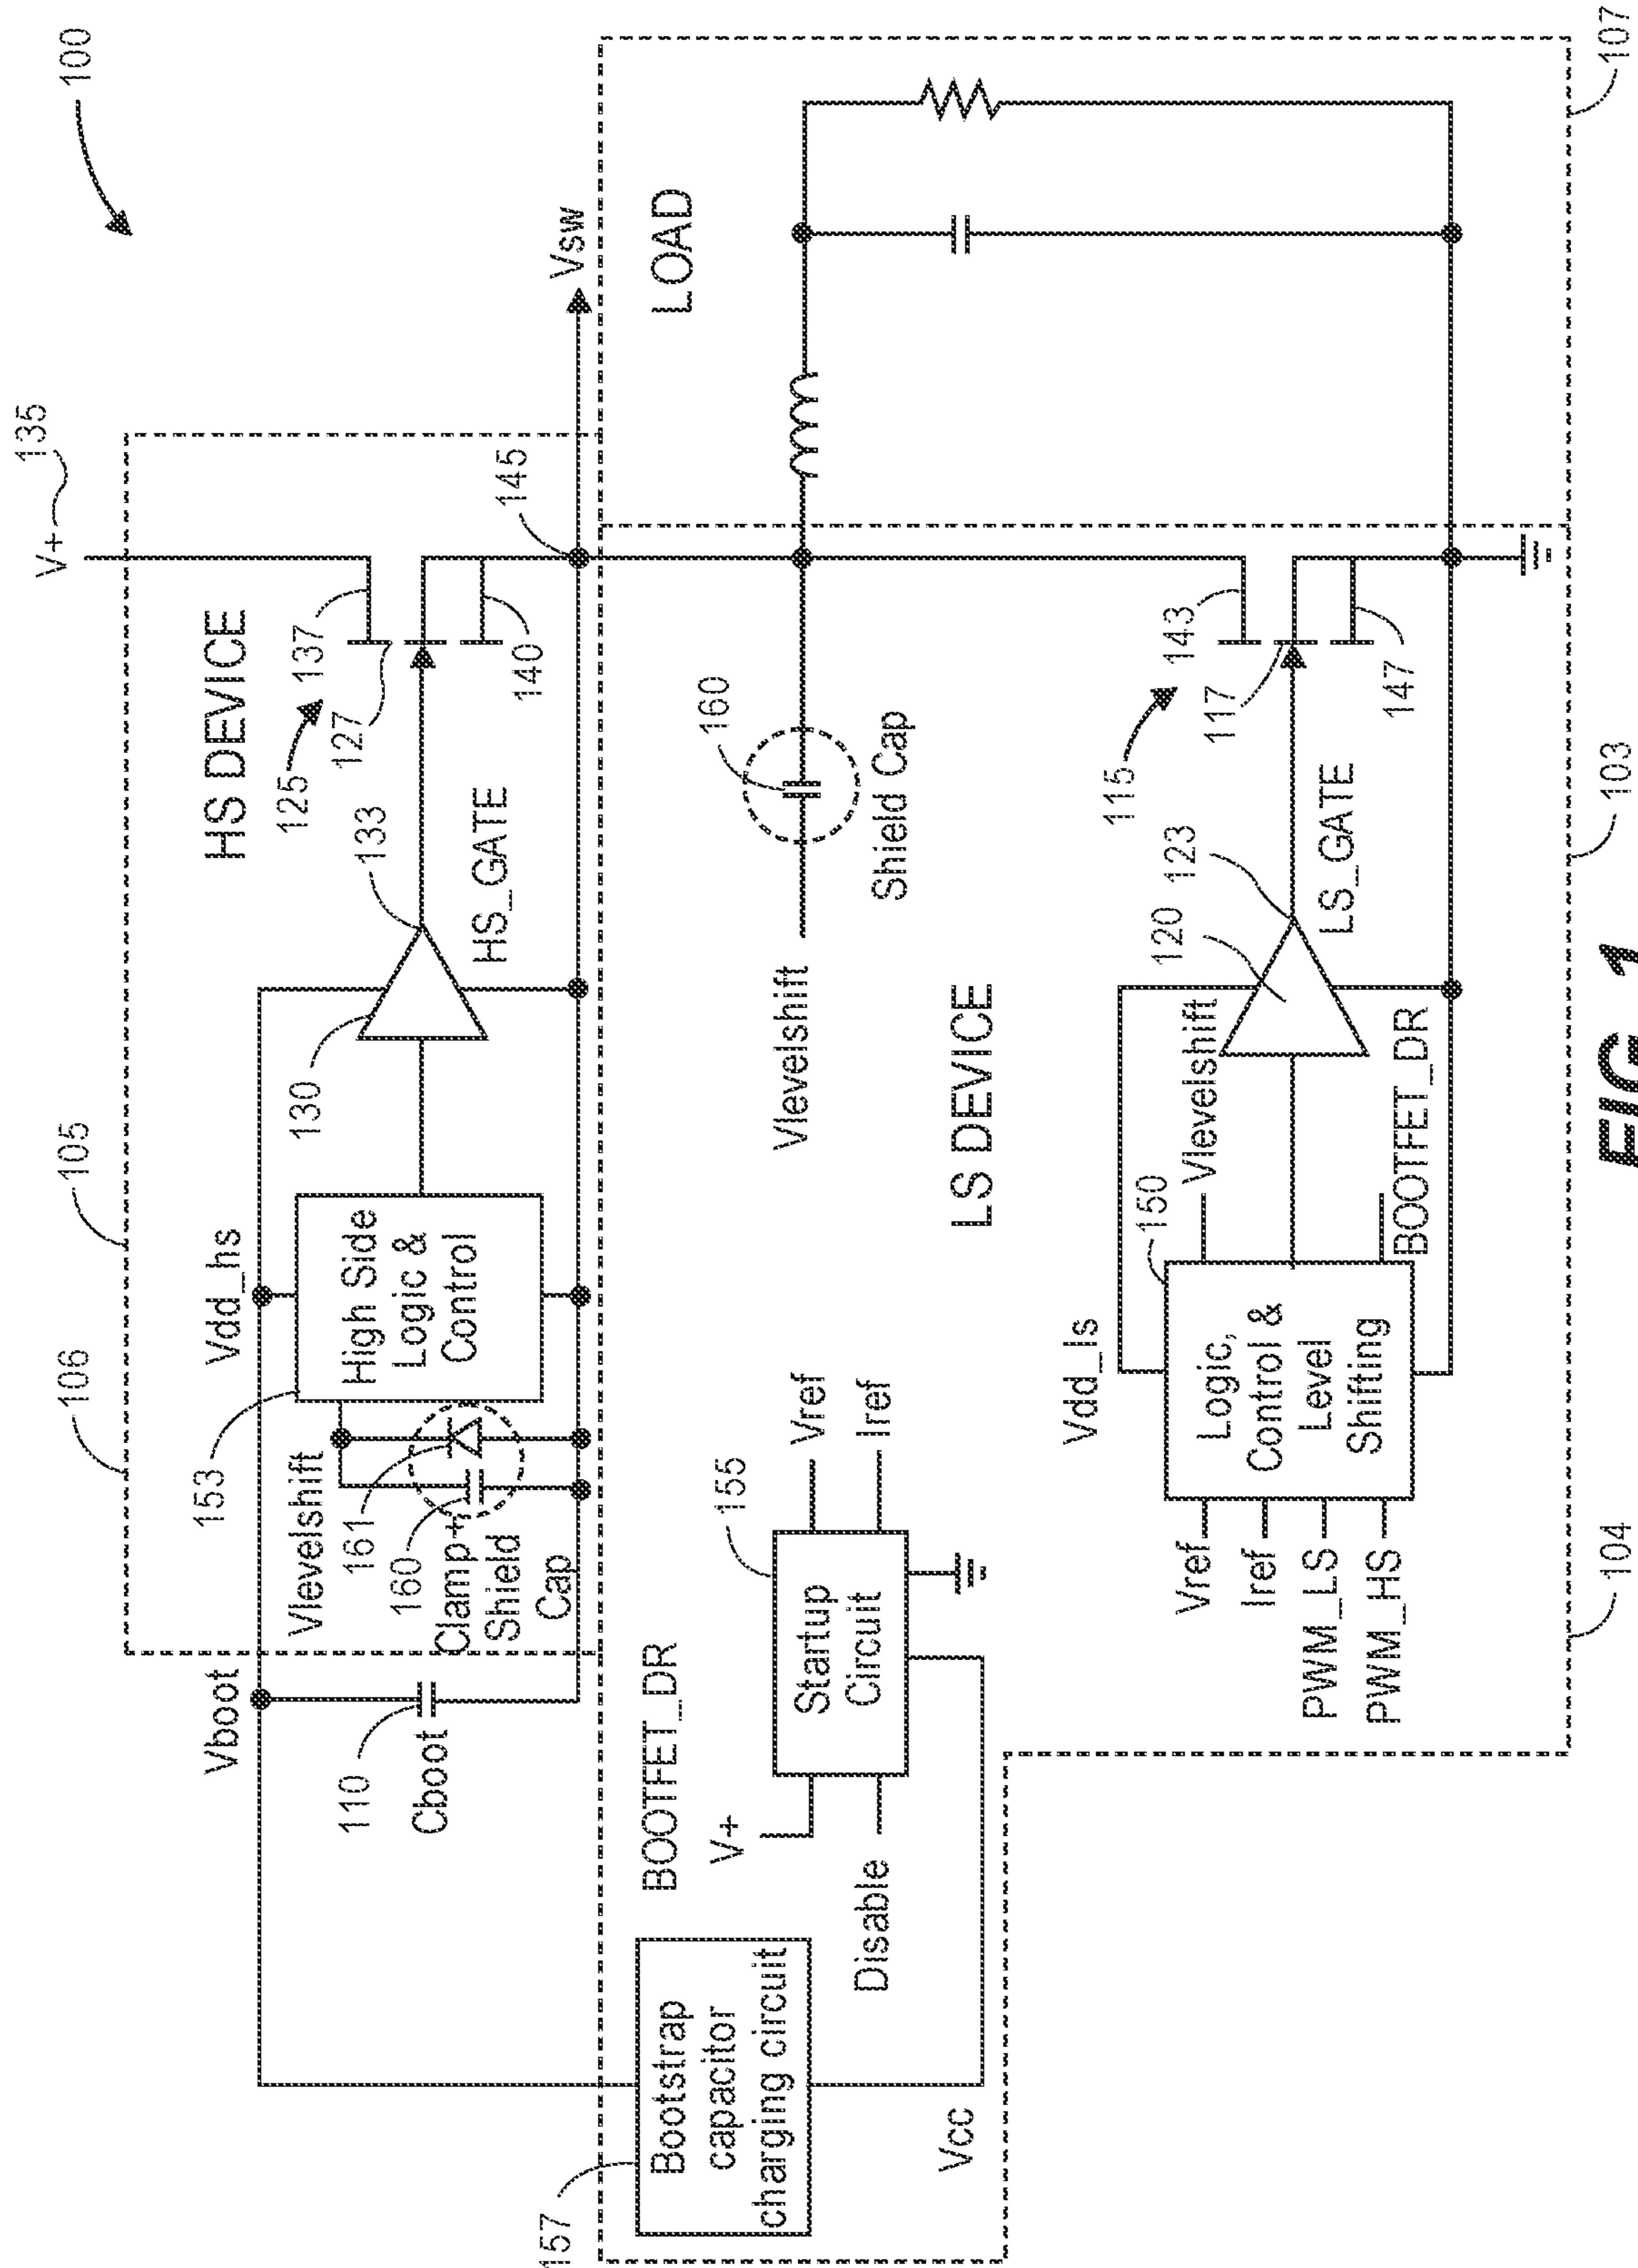 100
V+
135
105
106
HS DEVICE
Vboot
Vdd_hs
153
130
133
125
137
127
High Side
Logic &
Control
HS_GATE
140
145
Vsw
Vlevelshift
161
160
Clamp+
Shield
Cap
110
Cboot
157
BOOTFET_DR
155
LOAD
Bootstrap
capacitor
charging circuit
V+
Startup
Circuit
Vref
Iref
Disable
Vcc
Vlevelshift
160
Shield Cap
LS DEVICE
Vdd_ls
150
Vlevelshift
120
123
115
143
117
Vref
Iref
PWM_LS
PWM_HS
Logic,
Control &
Level
Shifting
LS_GATE
147
BOOTFET_DR
104
103
107
FIG. 1